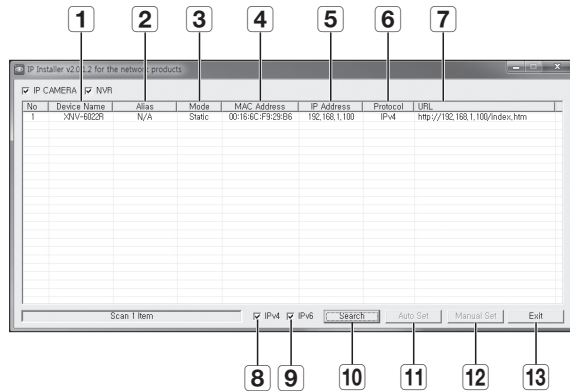 1 2 3 4 5 6 7
IP Installer v2.0.1.2 for the network products
IP CAMERA NVR
No Device Name Alias Mode MAC Address IP Address Protocol URL
1 XNV-6022R N/A Static 00:16:6C:F9:29:B6 192,168,1,100 IPv4 http://192,168,1,100/index,htm
Scan 1 Item IPv4 IPv6 Search Auto Set Manual Set Exit
8 9 10 11 12 13